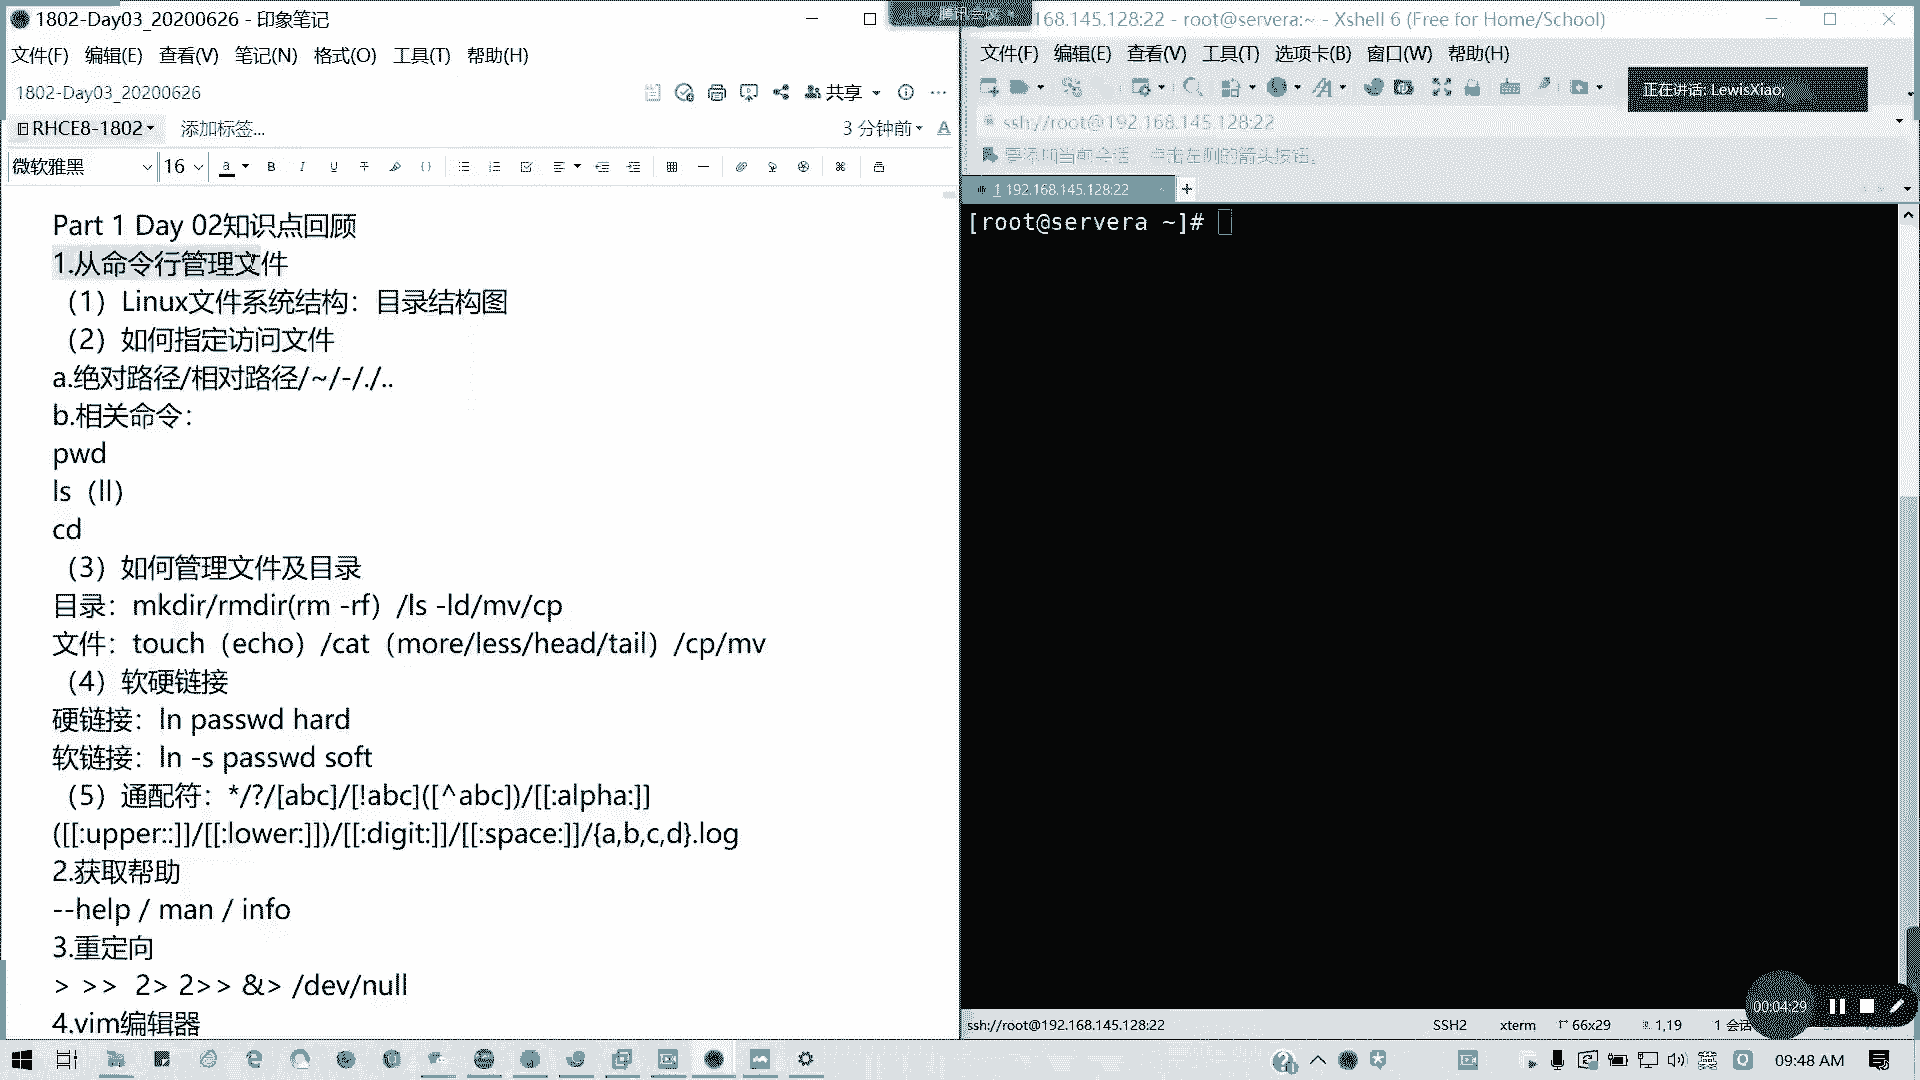 1802-Day03_20200626 - 印象笔记
文件(F) 编辑(E) 查看(V) 笔记(N) 格式(O) 工具(T) 帮助(H)
1802-Day03_20200626
共享
RHCE8-1802
添加标签...
3 分钟前
微软雅黑
16
Part 1 Day 02知识点回顾
1.从命令行管理文件
（1）Linux文件系统结构：目录结构图
（2）如何指定访问文件
a.绝对路径/相对路径/~/-/./..
b.相关命令：
pwd
ls（ll）
cd
（3）如何管理文件及目录
目录：mkdir/rmdir(rm -rf）/ls -ld/mv/cp
文件：touch（echo）/cat（more/less/head/tail）/cp/mv
（4）软硬链接
硬链接：ln passwd hard
软链接：ln -s passwd soft
（5）通配符：*/?/[abc]/[!abc]([^abc])/[[:alpha:]]
([[:upper::]]/[[:lower:]])/[[:digit:]]/[[:space:]]/{a,b,c,d}.log
2.获取帮助
--help / man / info
3.重定向
> >> 2> 2>> &> /dev/null
4.vim编辑器
腾讯会议
168.145.128:22 - root@servera:~ - Xshell 6 (Free for Home/School)
文件(F) 编辑(E) 查看(V) 工具(T) 选项卡(B) 窗口(W) 帮助(H)
正在讲话: LewisXiao;
ssh://root@192.168.145.128:22
要添加当前会话，点击左侧的箭头按钮。
1 192.168.145.128:22
[root@servera ~]#
00:04:29
ssh://root@192.168.145.128:22
SSH2
xterm
66x29
1,19
1 会话
英
09:48 AM